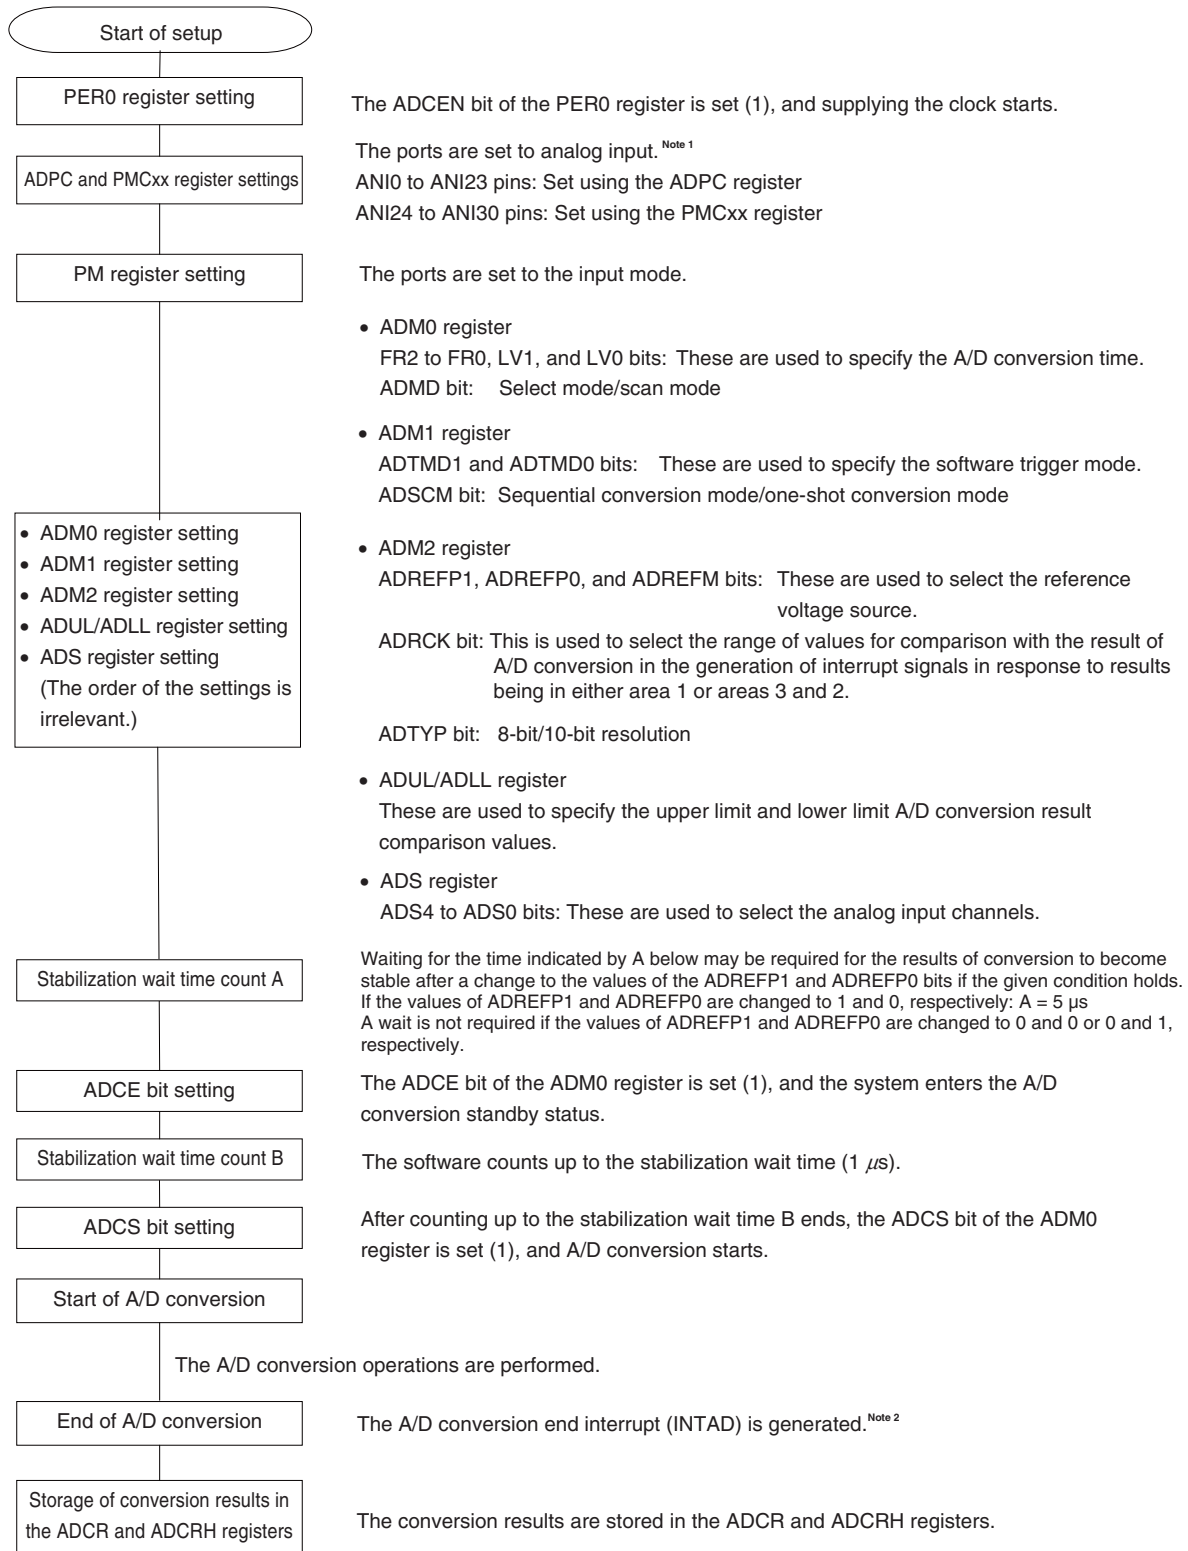 Start of setup
PER0 register setting
The ADCEN bit of the PER0 register is set (1), and supplying the clock starts.
ADPC and PMCxx register settings
The ports are set to analog input. Note 1
ANI0 to ANI23 pins: Set using the ADPC register
ANI24 to ANI30 pins: Set using the PMCxx register
PM register setting
The ports are set to the input mode.
• ADM0 register setting
• ADM1 register setting
• ADM2 register setting
• ADUL/ADLL register setting
• ADS register setting
(The order of the settings is
irrelevant.)
• ADM0 register
FR2 to FR0, LV1, and LV0 bits: These are used to specify the A/D conversion time.
ADMD bit: Select mode/scan mode
• ADM1 register
ADTMD1 and ADTMD0 bits: These are used to specify the software trigger mode.
ADSCM bit: Sequential conversion mode/one-shot conversion mode
• ADM2 register
ADREFP1, ADREFP0, and ADREFM bits: These are used to select the reference
voltage source.
ADRCK bit: This is used to select the range of values for comparison with the result of
A/D conversion in the generation of interrupt signals in response to results
being in either area 1 or areas 3 and 2.
ADTYP bit: 8-bit/10-bit resolution
• ADUL/ADLL register
These are used to specify the upper limit and lower limit A/D conversion result
comparison values.
• ADS register
ADS4 to ADS0 bits: These are used to select the analog input channels.
Stabilization wait time count A
Waiting for the time indicated by A below may be required for the results of conversion to become
stable after a change to the values of the ADREFP1 and ADREFP0 bits if the given condition holds.
If the values of ADREFP1 and ADREFP0 are changed to 1 and 0, respectively: A = 5 µs
A wait is not required if the values of ADREFP1 and ADREFP0 are changed to 0 and 0 or 0 and 1,
respectively.
ADCE bit setting
The ADCE bit of the ADM0 register is set (1), and the system enters the A/D
conversion standby status.
Stabilization wait time count B
The software counts up to the stabilization wait time (1 µs).
ADCS bit setting
After counting up to the stabilization wait time B ends, the ADCS bit of the ADM0
register is set (1), and A/D conversion starts.
Start of A/D conversion
The A/D conversion operations are performed.
End of A/D conversion
The A/D conversion end interrupt (INTAD) is generated. Note 2
Storage of conversion results in
the ADCR and ADCRH registers
The conversion results are stored in the ADCR and ADCRH registers.